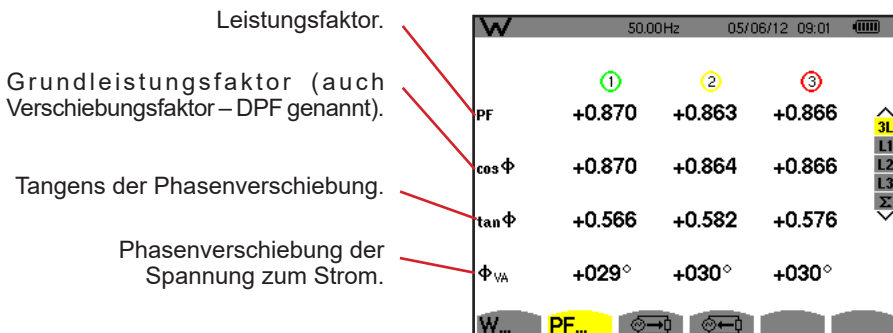 Leistungsfaktor.
Grundleistungsfaktor (auch
Verschiebungsfaktor – DPF genannt).
Tangens der Phasenverschiebung.
Phasenverschiebung der
Spannung zum Strom.
W 50.00Hz 05/06/12 09:01
1 2 3
PF +0.870 +0.863 +0.866
cos Φ +0.870 +0.864 +0.866
tan Φ +0.566 +0.582 +0.576
Φ VA +029° +030° +030°
3L
L1
L2
L3
Σ
W... PF...